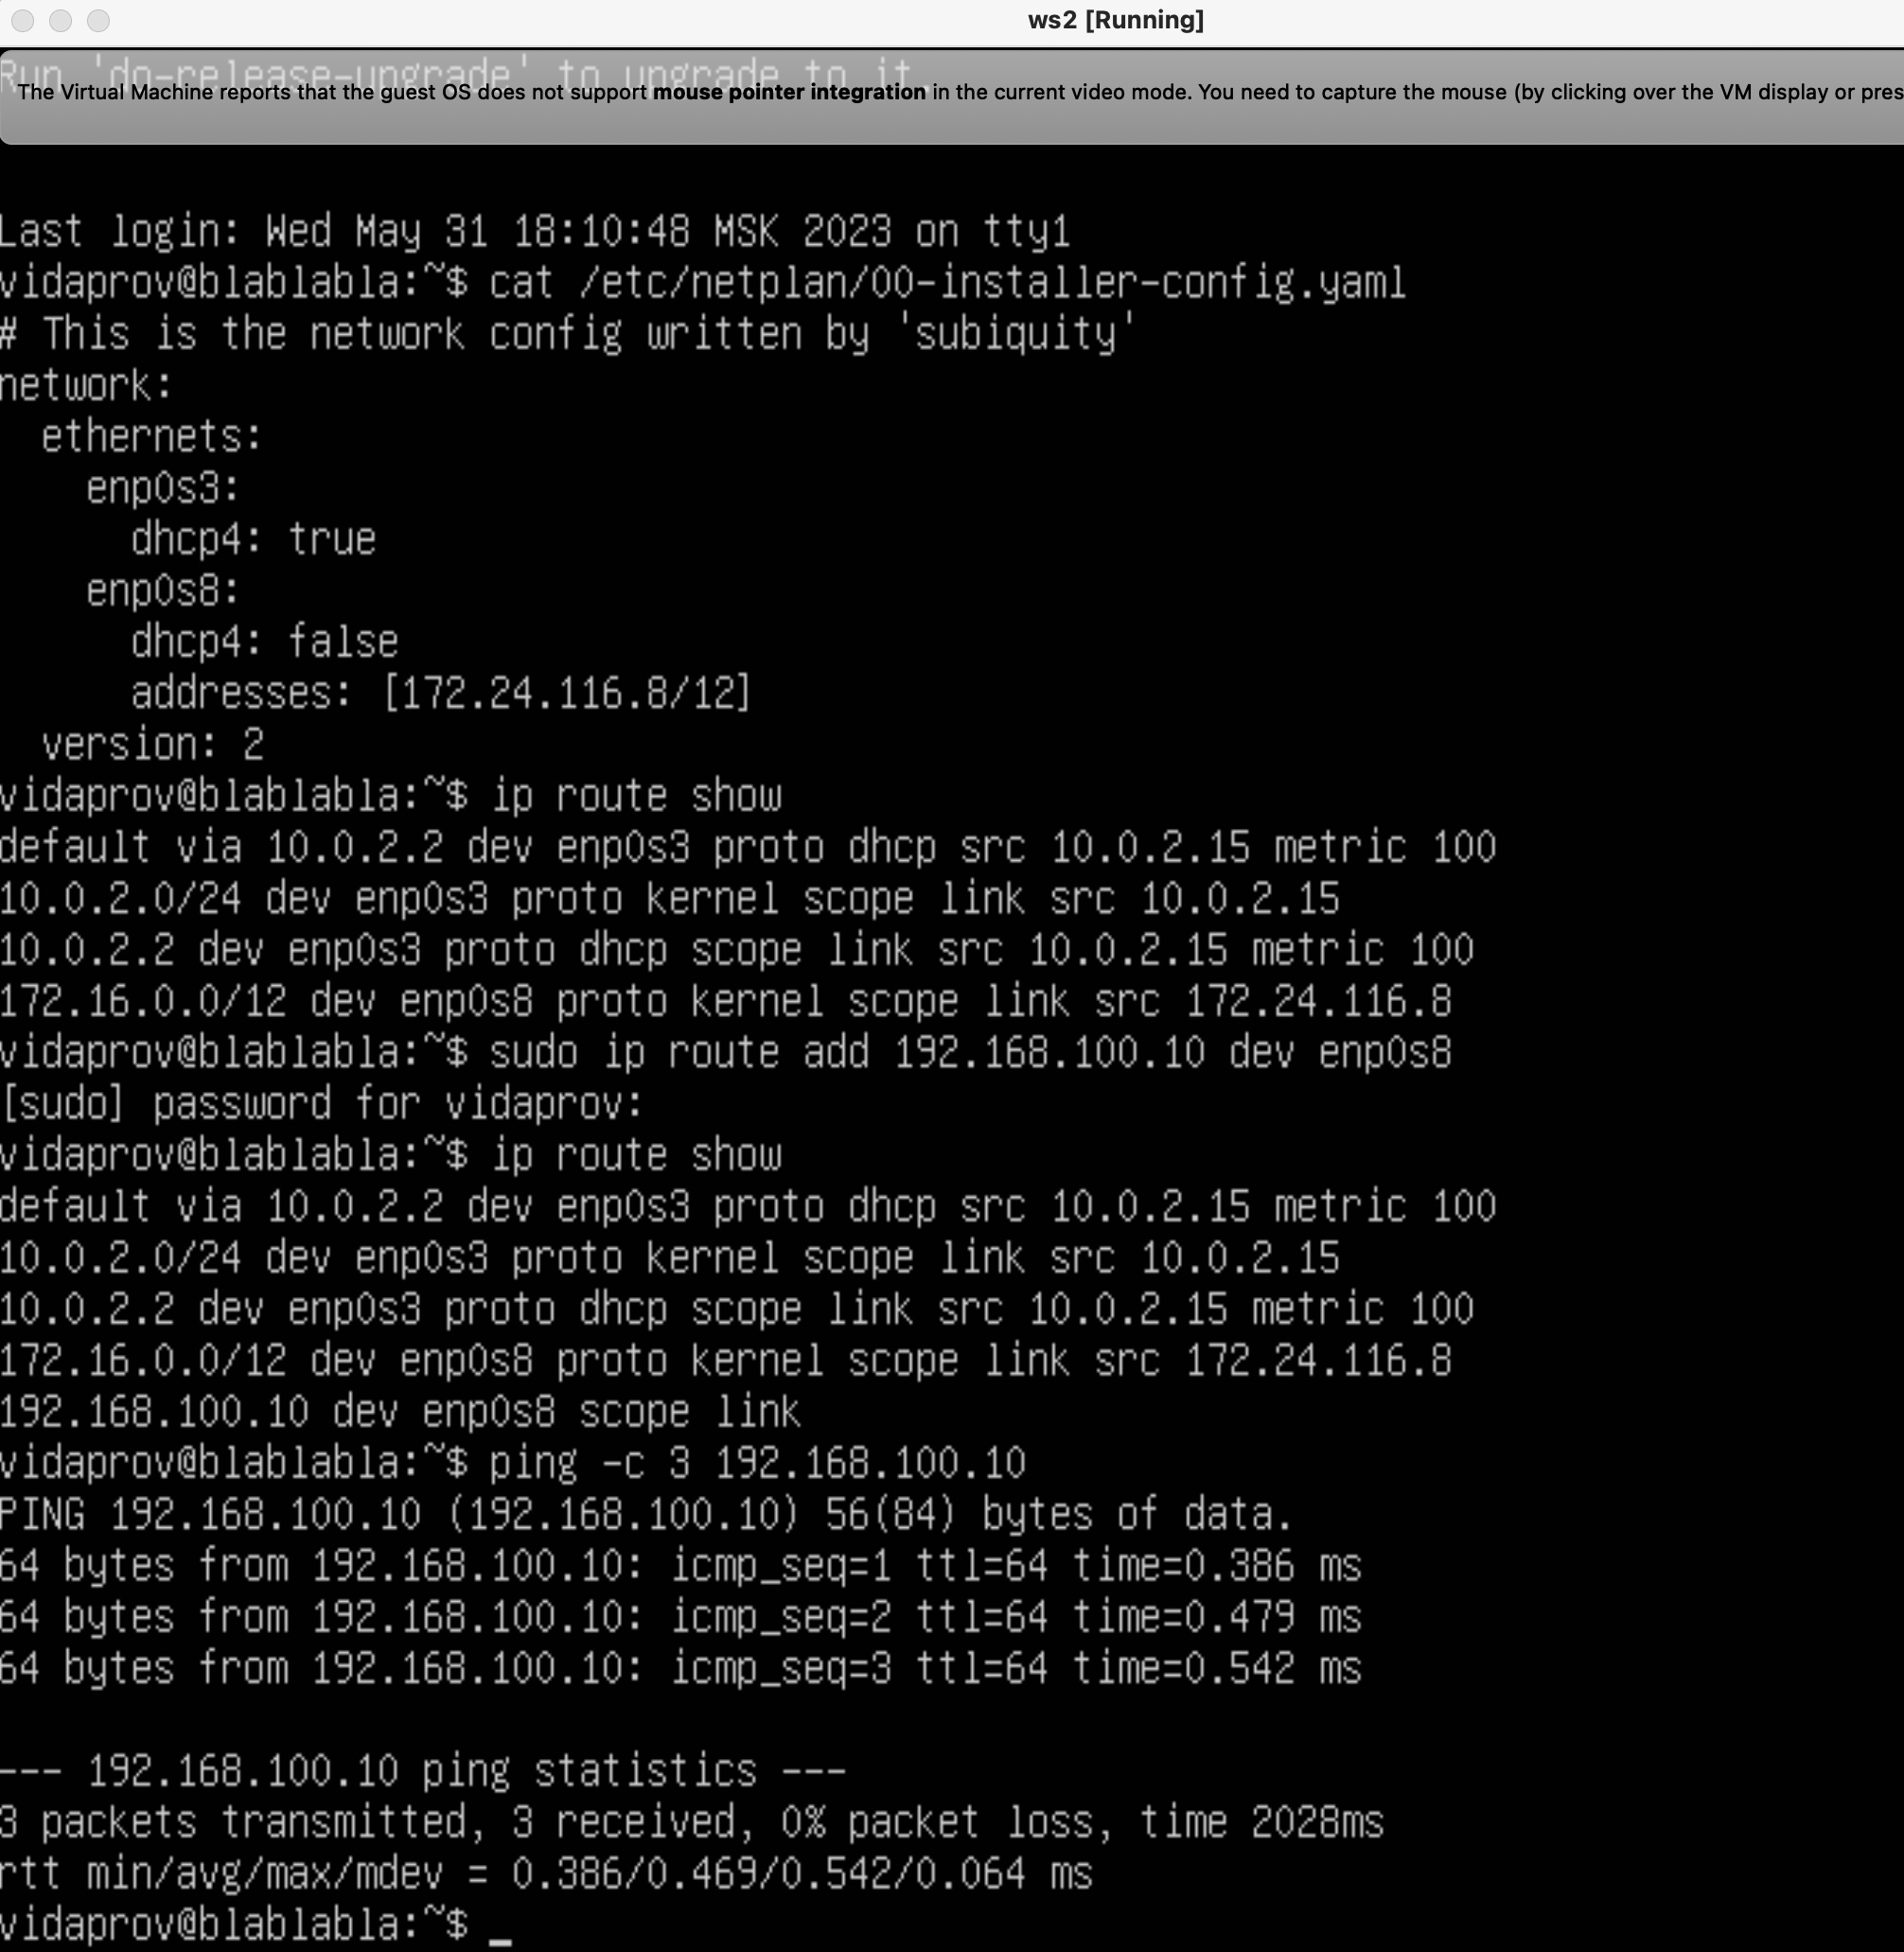 ws2 [Running]
Run 'do-release-upgrade' to upgrade to it.
The Virtual Machine reports that the guest OS does not support mouse pointer integration in the current video mode. You need to capture the mouse (by clicking over the VM display or pres
Last login: Wed May 31 18:10:48 MSK 2023 on tty1
vidaprov@blablabla:~$ cat /etc/netplan/00-installer-config.yaml
# This is the network config written by 'subiquity'
network:
  ethernets:
    enp0s3:
      dhcp4: true
    enp0s8:
      dhcp4: false
      addresses: [172.24.116.8/12]
  version: 2
vidaprov@blablabla:~$ ip route show
default via 10.0.2.2 dev enp0s3 proto dhcp src 10.0.2.15 metric 100
10.0.2.0/24 dev enp0s3 proto kernel scope link src 10.0.2.15
10.0.2.2 dev enp0s3 proto dhcp scope link src 10.0.2.15 metric 100
172.16.0.0/12 dev enp0s8 proto kernel scope link src 172.24.116.8
vidaprov@blablabla:~$ sudo ip route add 192.168.100.10 dev enp0s8
[sudo] password for vidaprov:
vidaprov@blablabla:~$ ip route show
default via 10.0.2.2 dev enp0s3 proto dhcp src 10.0.2.15 metric 100
10.0.2.0/24 dev enp0s3 proto kernel scope link src 10.0.2.15
10.0.2.2 dev enp0s3 proto dhcp scope link src 10.0.2.15 metric 100
172.16.0.0/12 dev enp0s8 proto kernel scope link src 172.24.116.8
192.168.100.10 dev enp0s8 scope link
vidaprov@blablabla:~$ ping -c 3 192.168.100.10
PING 192.168.100.10 (192.168.100.10) 56(84) bytes of data.
64 bytes from 192.168.100.10: icmp_seq=1 ttl=64 time=0.386 ms
64 bytes from 192.168.100.10: icmp_seq=2 ttl=64 time=0.479 ms
64 bytes from 192.168.100.10: icmp_seq=3 ttl=64 time=0.542 ms
--- 192.168.100.10 ping statistics ---
3 packets transmitted, 3 received, 0% packet loss, time 2028ms
rtt min/avg/max/mdev = 0.386/0.469/0.542/0.064 ms
vidaprov@blablabla:~$ _